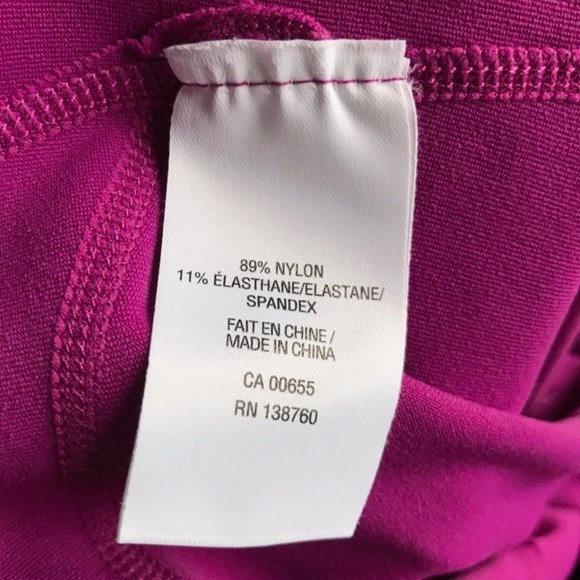 89% NYLON
11% ÉLASTHANE/ELASTANE/
SPANDEX
FAIT EN CHINE /
MADE IN CHINA
CA 00655
RN 138760